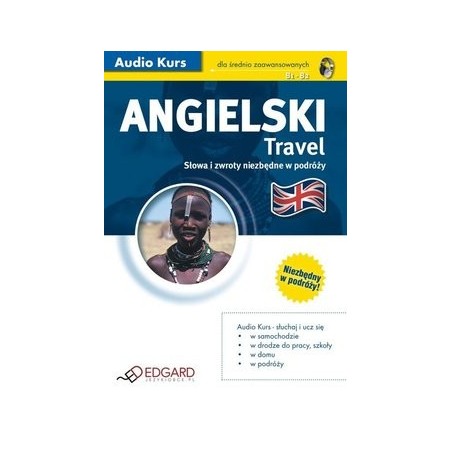 Audio Kurs
...dla średnio zaawansowanych
B1 - B2
ANGIELSKI
Travel
Słowa i zwroty niezbędne w podróży
Niezbędny
w podróży!
Audio Kurs - słuchaj i ucz się
• w samochodzie
• w drodze do pracy, szkoły
• w domu
• w podróży
EDGARD
JEZYKIOBCE.PL